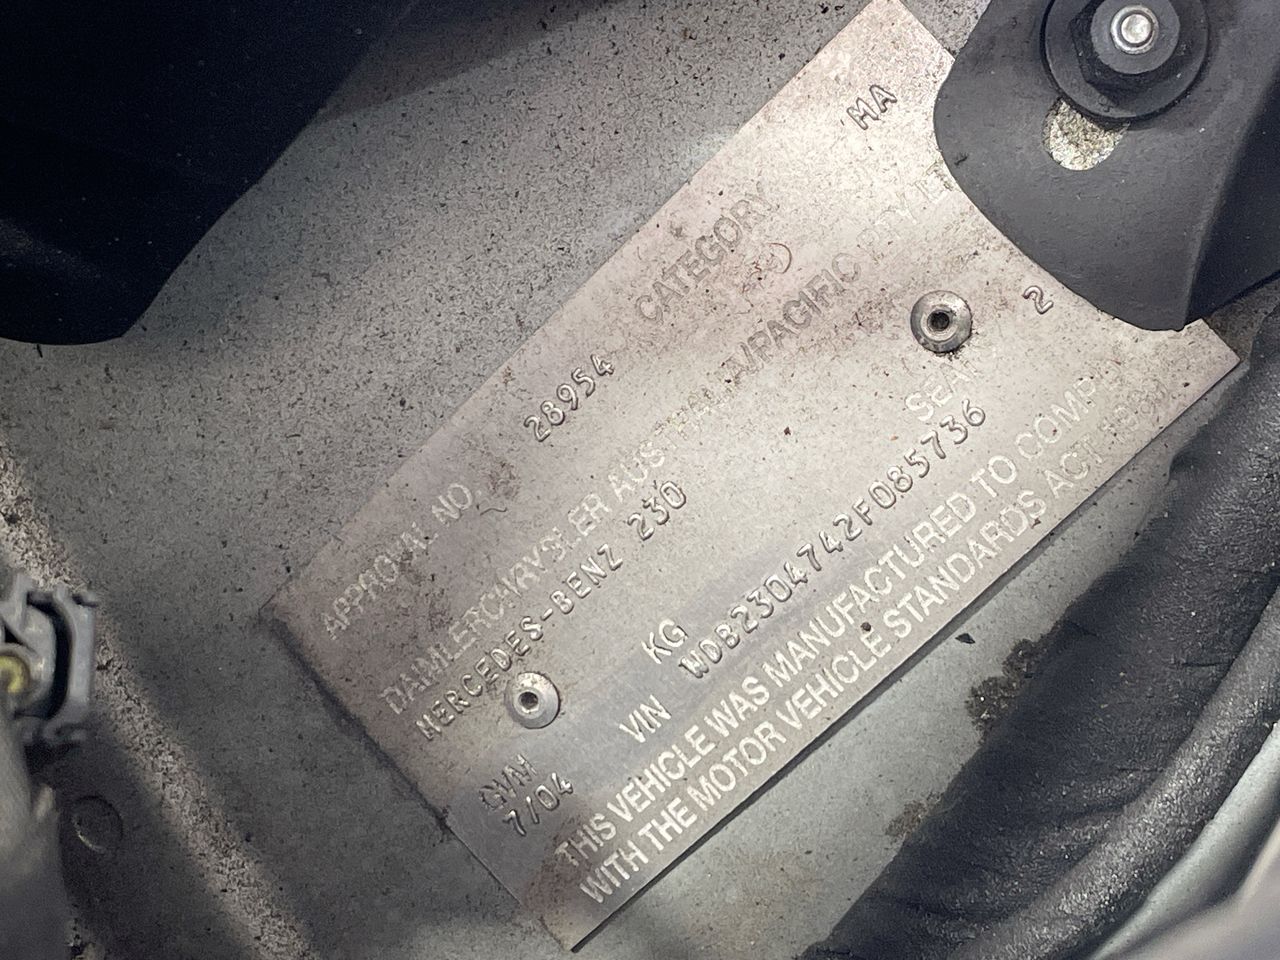 APPROVAL NO. 28954 CATEGORY MA
DAIMLERCHRYSLER AUSTRALIA/PACIFIC PTY
MERCEDES-BENZ 230
GVM KG SEATS 2
7/04 VIN WDB2304742F085736
THIS VEHICLE WAS MANUFACTURED TO COMPLY
WITH THE MOTOR VEHICLE STANDARDS ACT 1989